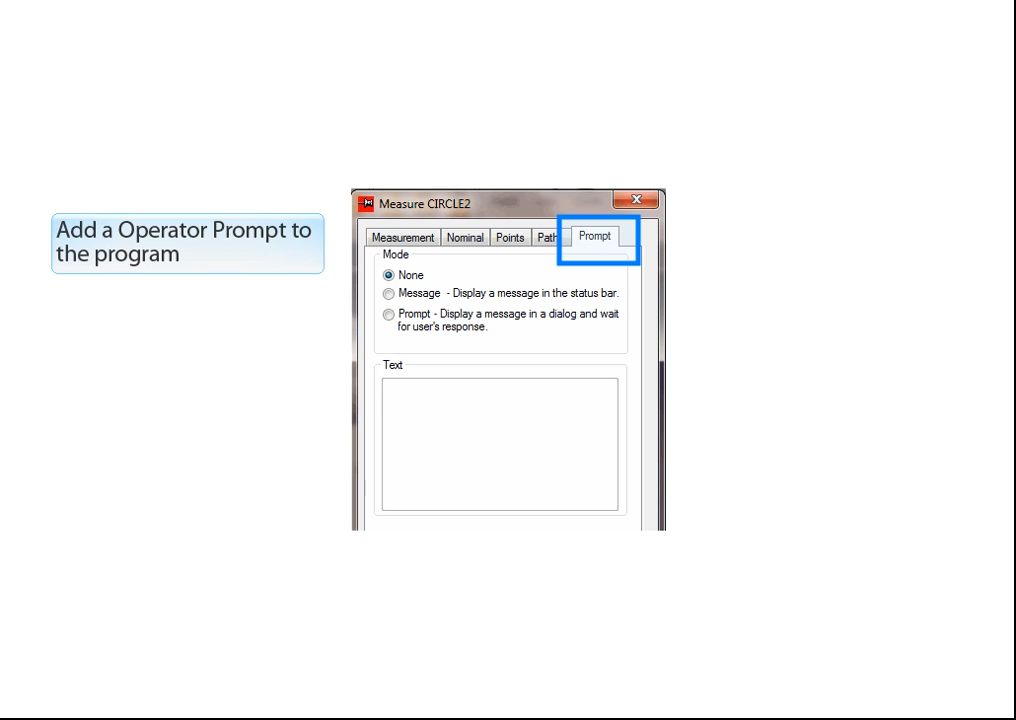 Add a Operator Prompt to
the program
Measure CIRCLE2
Measurement Nominal Points Path Prompt
Mode
None
Message - Display a message in the status bar.
Prompt - Display a message in a dialog and wait
for user's response.
Text